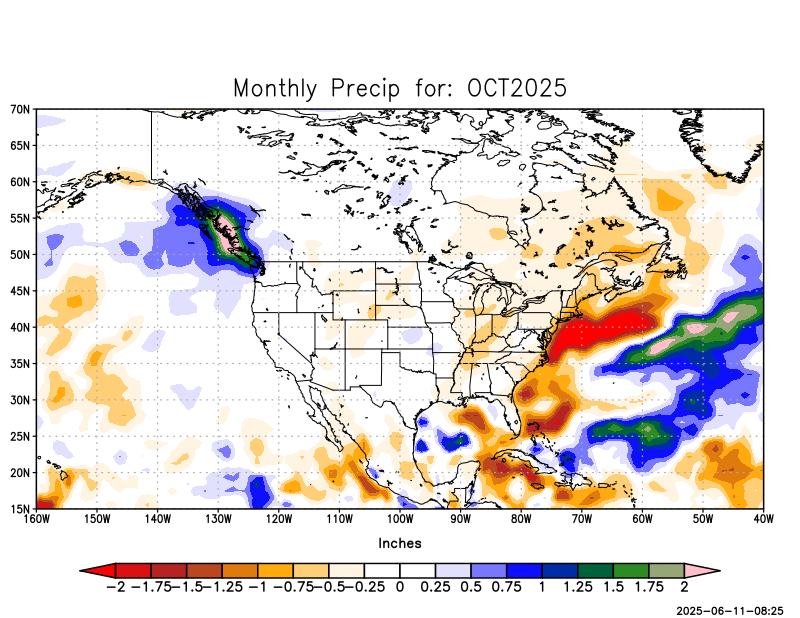 Monthly Precip for: OCT2025
70N
65N
60N
55N
50N
45N
40N
35N
30N
25N
20N
15N
160W 150W 140W 130W 120W 110W 100W 90W 80W 70W 60W 50W 40W
Inches
−2 −1.75 −1.5 −1.25 −1 −0.75 −0.5 −0.25 0 0.25 0.5 0.75 1 1.25 1.5 1.75 2
2025−06−11−08:25